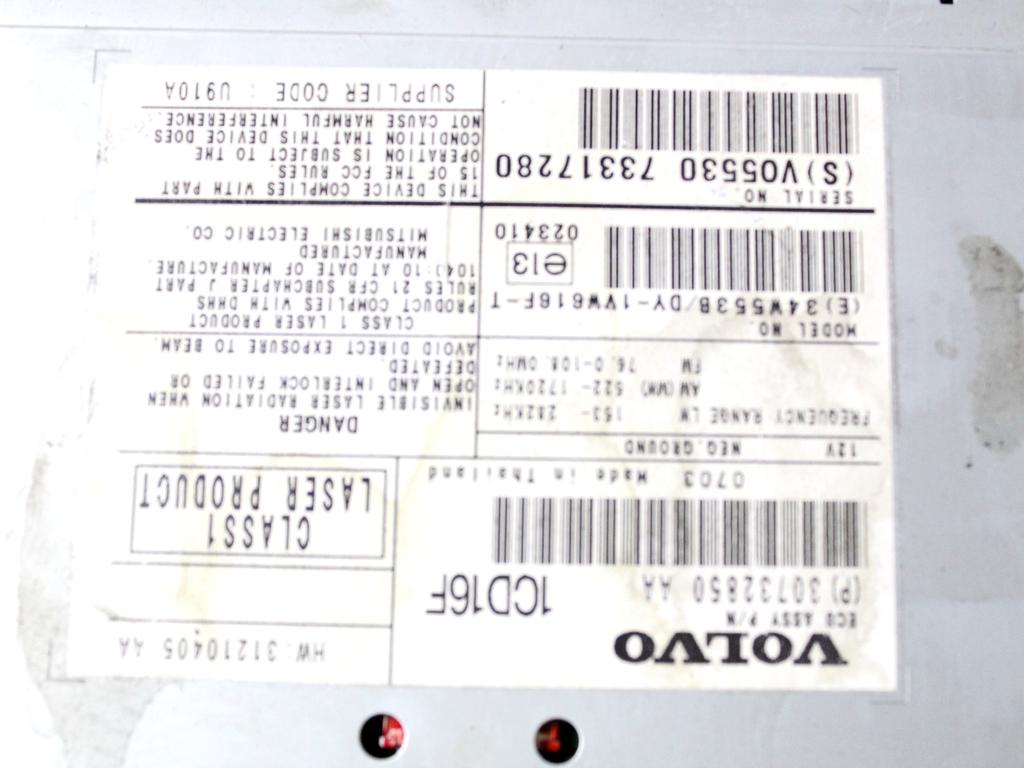 VOLVO
ECU ASSY P/N
(P)30732850 AA
1CD16F
0703 Made in Thailand
12V NEG.GROUND
FREQUENCY RANGE LW 153- 282KHz
AM(MW) 522-1720KHz
FM 76.0-108.0MHz
MODEL NO.
(E)34W553B/DY-1VW616F-T
e13
023410
SERIAL NO.
(S)VO5530 73317280
HW:31210405 AA
CLASS1
LASER PRODUCT
DANGER
INVISIBLE LASER RADIATION WHEN
OPEN AND INTERLOCK FAILED OR
DEFEATED.
AVOID DIRECT EXPOSURE TO BEAM.
CLASS 1 LASER PRODUCT
PRODUCT COMPLIES WITH DHHS
RULES 21 CFR SUBCHAPTER J PART
1040:10 AT DATE OF MANUFACTURE.
MANUFACTURED
MITSUBISHI ELECTRIC CO.
THIS DEVICE COMPLIES WITH PART
15 OF THE FCC RULES.
OPERATION IS SUBJECT TO THE
CONDITION THAT THIS DEVICE DOES
NOT CAUSE HARMFUL INTERFERENCE.
SUPPLIER CODE : U910A